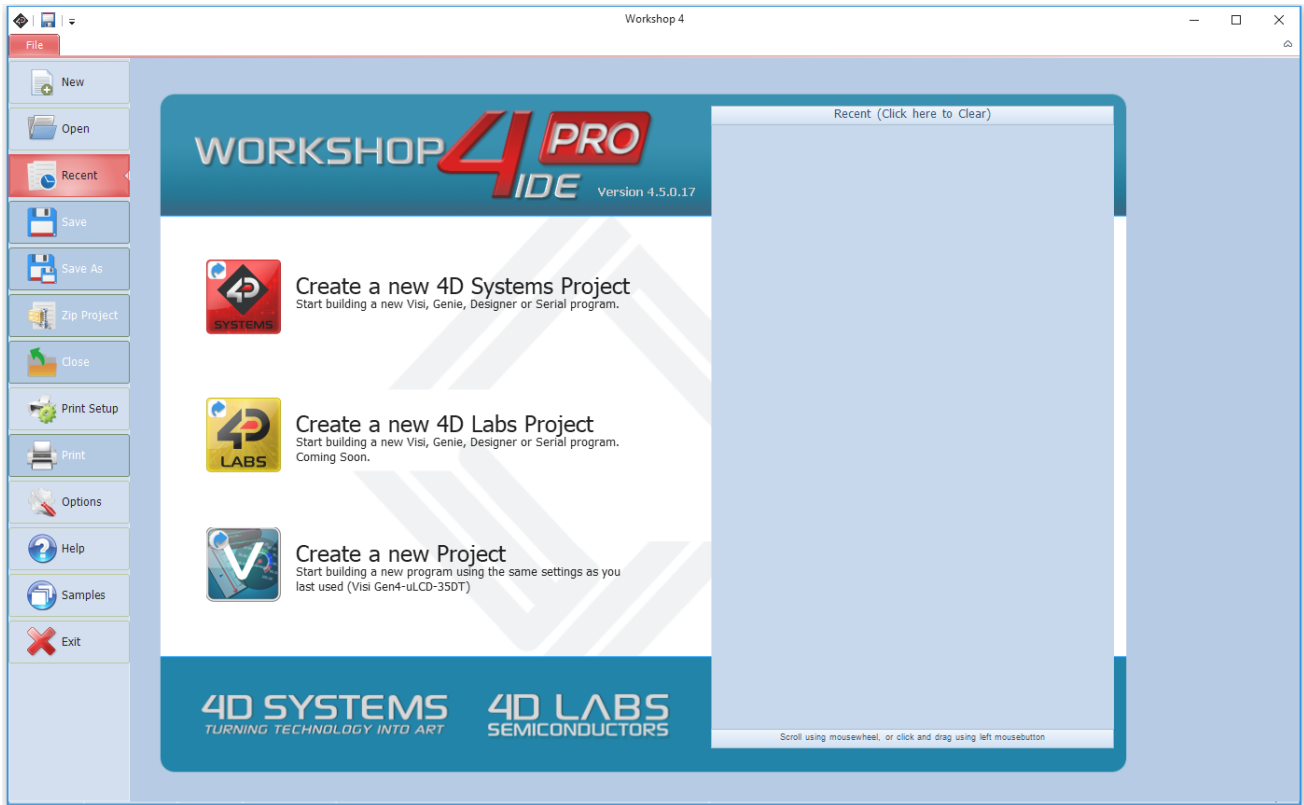 Workshop 4
File
New
Open
Recent
Save
Save As
Zip Project
Close
Print Setup
Print
Options
Help
Samples
Exit
WORKSHOP 4 PRO
IDE
Version 4.5.0.17
4D
SYSTEMS
Create a new 4D Systems Project
Start building a new Visi, Genie, Designer or Serial program.
4D
LABS
Create a new 4D Labs Project
Start building a new Visi, Genie, Designer or Serial program.
Coming Soon.
V
Create a new Project
Start building a new program using the same settings as you
last used (Visi Gen4-uLCD-35DT)
4D SYSTEMS
TURNING TECHNOLOGY INTO ART
4D LABS
SEMICONDUCTORS
Recent (Click here to Clear)
Scroll using mousewheel, or click and drag using left mousebutton